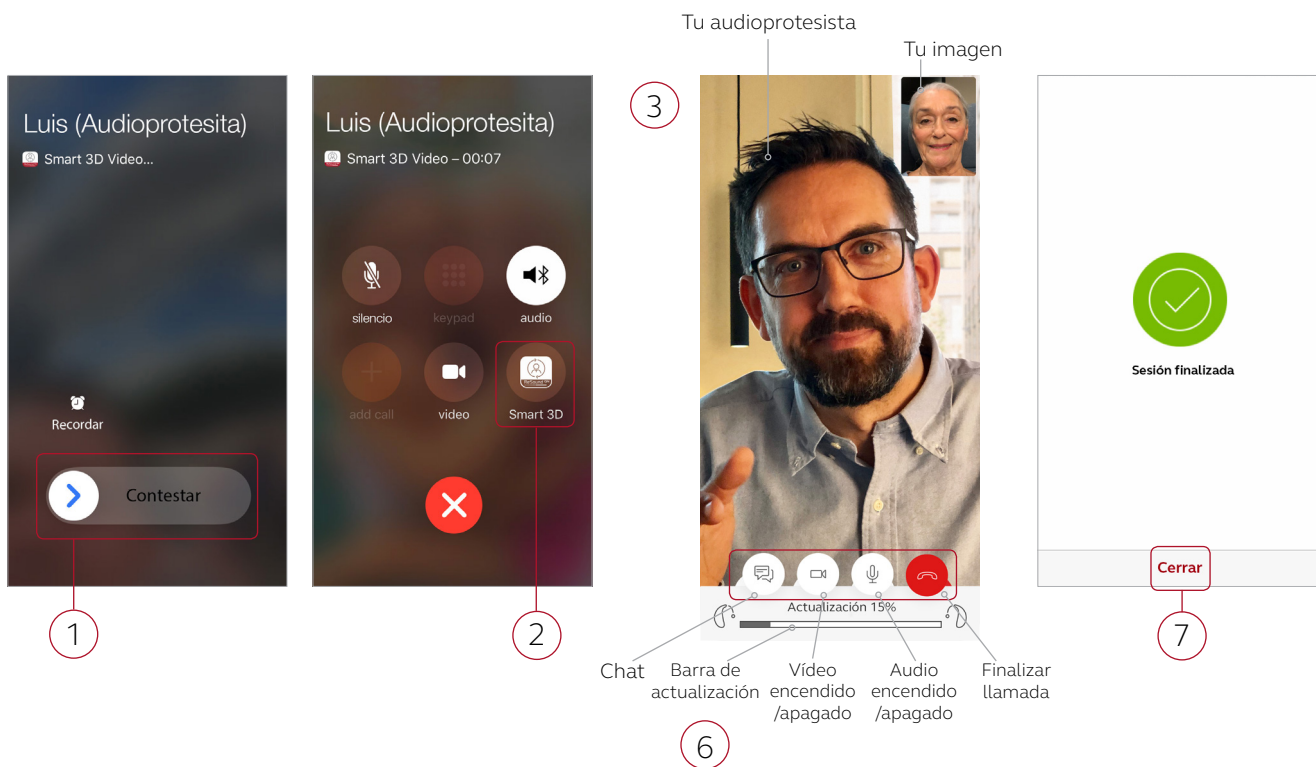 Tu audioprotesista
Tu imagen
Luis (Audioprotesita)
Smart 3D Video...
Recordar
Contestar
1
Luis (Audioprotesita)
Smart 3D Video – 00:07
silencio
keypad
audio
add call
video
Smart 3D
2
3
Actualización 15%
Chat
Barra de
actualización
Vídeo
encendido
/apagado
Audio
encendido
/apagado
Finalizar
llamada
6
Sesión finalizada
Cerrar
7